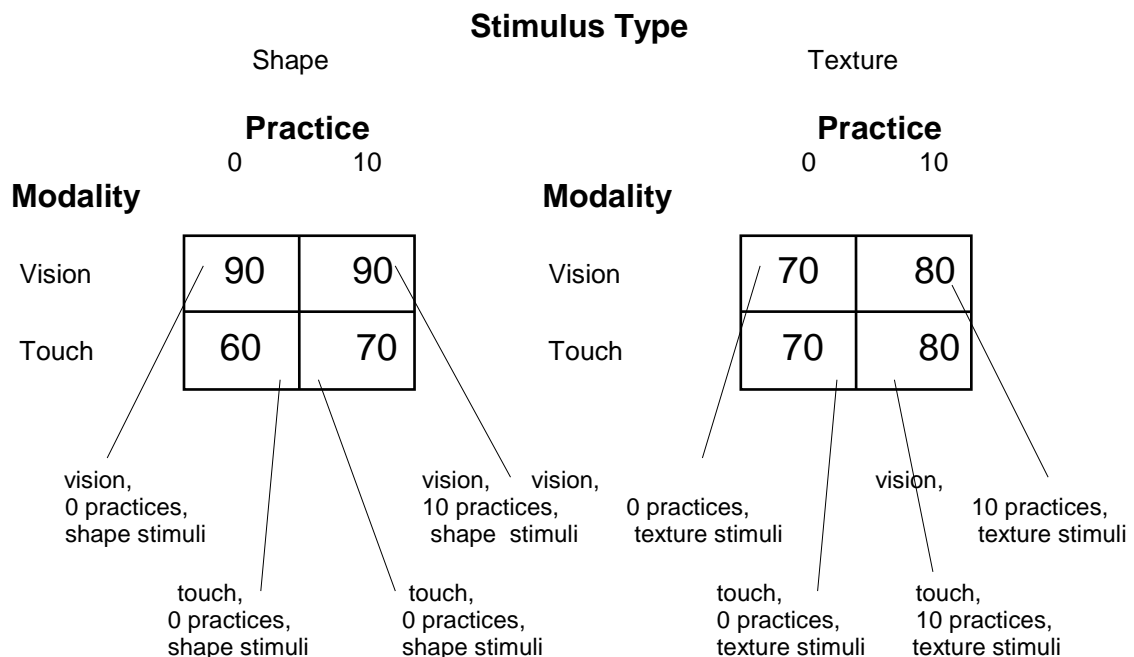 Stimulus Type
Shape Texture
Practice Practice
0 10 0 10
Modality Modality
Vision 90 90 Vision 70 80
Touch 60 70 Touch 70 80
vision, vision, vision, vision,
0 practices, 10 practices, 0 practices, 10 practices,
shape stimuli shape stimuli texture stimuli texture stimuli
touch, touch, touch, touch,
0 practices, 0 practices, 0 practices, 10 practices,
shape stimuli shape stimuli texture stimuli texture stimuli